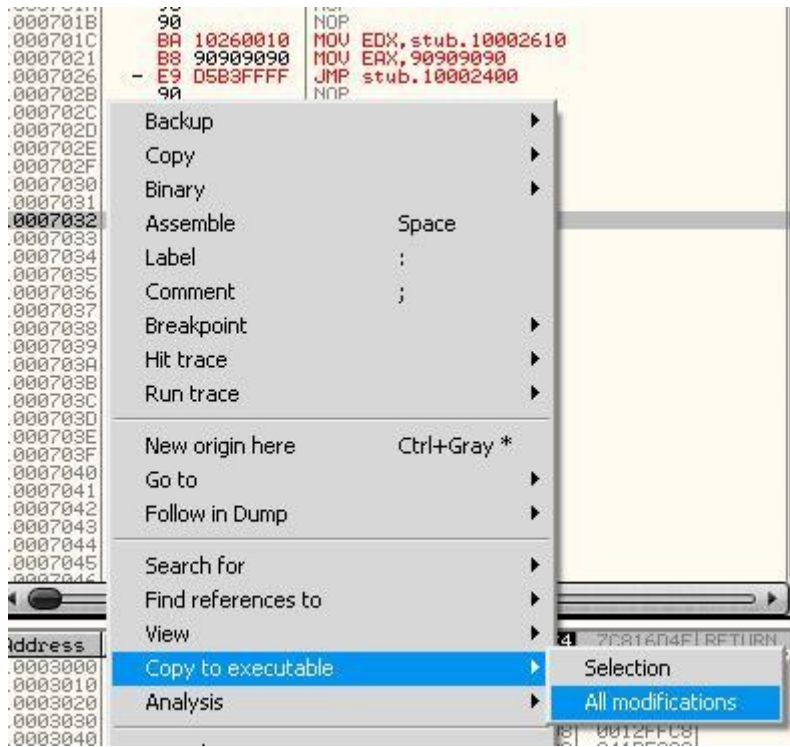 .000701B 90 NOP
.000701C BA 10260010 MOV EDX,stub.10002610
.0007021 B8 90909090 MOV EAX,90909090
.0007026 - E9 D5B3FFFF JMP stub.10002400
.000702B 90 NOP
.000702C
.000702D
.000702E
.000702F
.0007030
.0007031
.0007032
.0007033
.0007034
.0007035
.0007036
.0007037
.0007038
.0007039
.000703A
.000703B
.000703C
.000703D
.000703E
.000703F
.0007040
.0007041
.0007042
.0007043
.0007044
.0007045
Backup
Copy
Binary
Assemble Space
Label :
Comment ;
Breakpoint
Hit trace
Run trace
New origin here Ctrl+Gray *
Go to
Follow in Dump
Search for
Find references to
View
Copy to executable
Analysis
Selection
All modifications
Address
.0003000
.0003010
.0003020
.0003030
.0003040
7C816D4F RETURN
0012FFC8